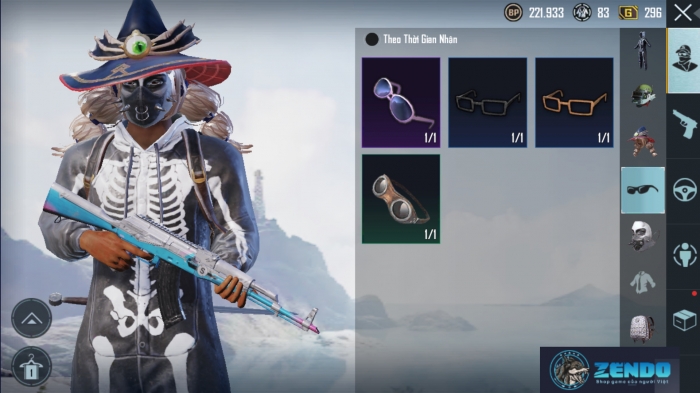 BP 221.933 83 G 296
Theo Thời Gian Nhận
1/1 1/1 1/1
1/1
S
ZENDO
Shop game của người Việt